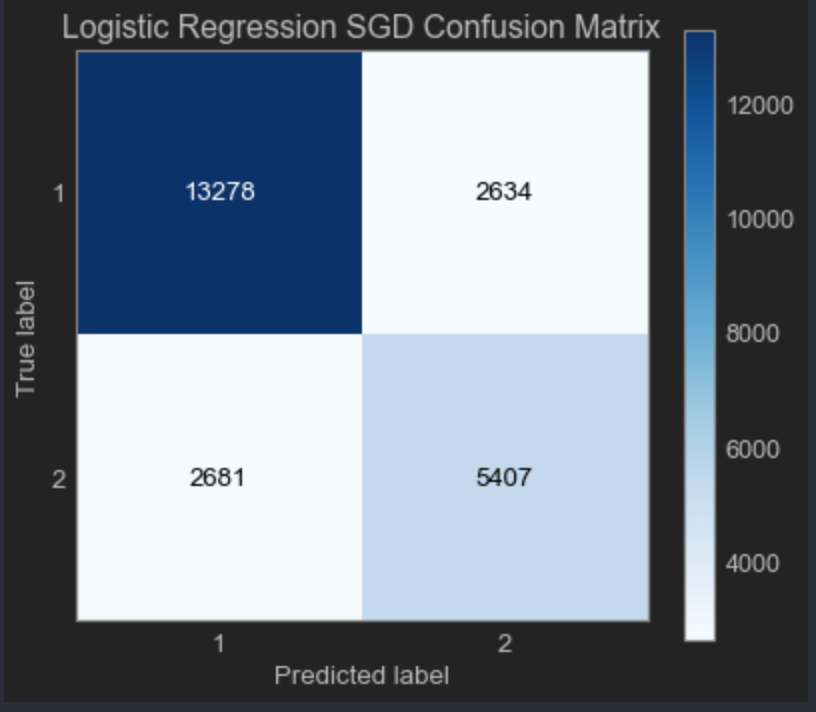 Logistic Regression SGD Confusion Matrix
12000
1 13278 2634
10000
True label
8000
2 2681 5407
6000
4000
1 2
Predicted label